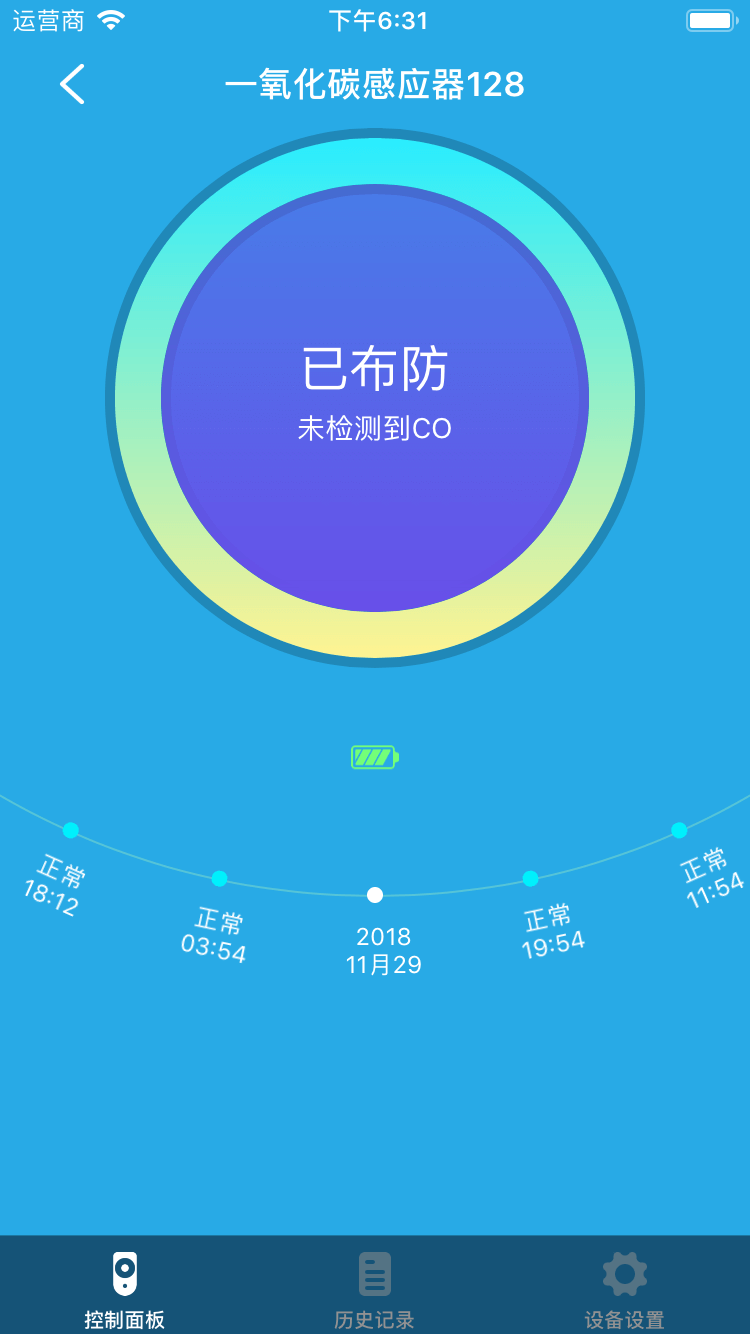 运营商
下午6:31
一氧化碳感应器128
已布防
未检测到CO
正常
18:12
正常
03:54
2018
11月29
正常
19:54
正常
11:54
控制面板
历史记录
设备设置